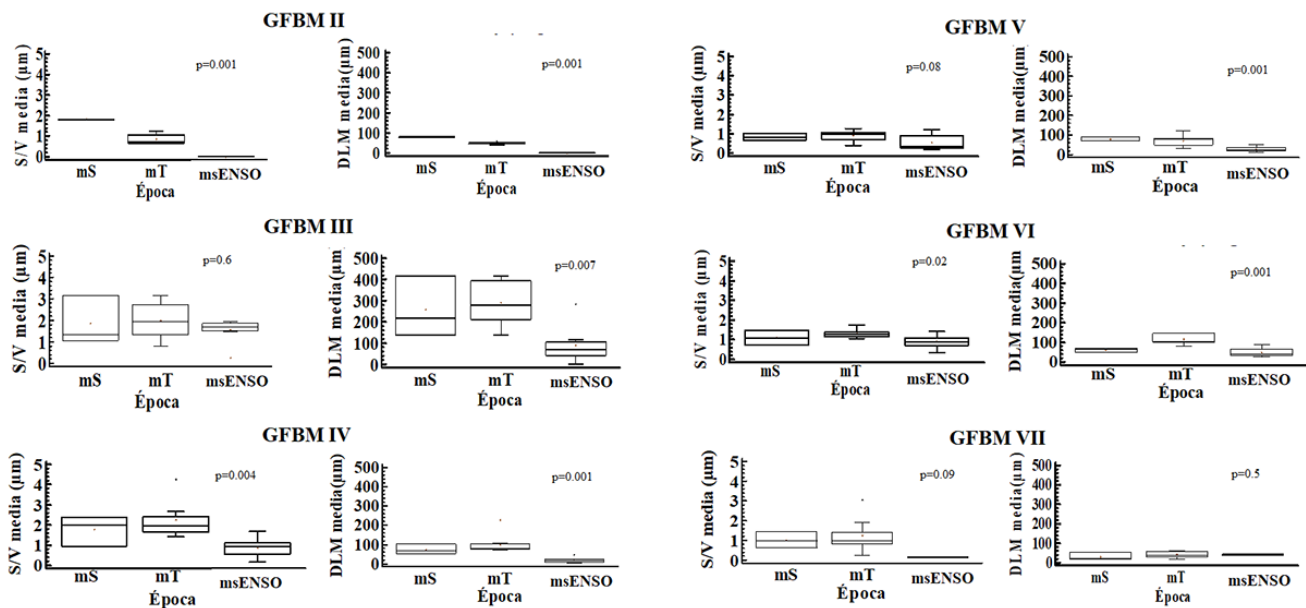 GFBM II
S/V media (µm)
5
4
3
2
1
0
p=0.001
mS mT msENSO
Época
DLM media(µm)
500
400
300
200
100
0
p=0.001
mS mT msENSO
Época
GFBM III
S/V media (µm)
5
4
3
2
1
0
p=0.6
mS mT msENSO
Época
DLM media(µm)
500
400
300
200
100
0
p=0.007
mS mT msENSO
Época
GFBM IV
S/V media (µm)
5
4
3
2
1
0
p=0.004
mS mT msENSO
Época
DLM media(µm)
500
400
300
200
100
0
p=0.001
mS mT msENSO
Época
GFBM V
S/V media (µm)
5
4
3
2
1
0
p=0.08
mS mT msENSO
Época
DLM media(µm
500
400
300
200
100
0
p=0.001
mS mT msENSO
Época
GFBM VI
S/V media (µm)
5
4
3
2
1
0
p=0.02
mS mT msENSO
Época
DLM media(µm
500
400
300
200
100
0
p=0.001
mS mT msENSO
Época
GFBM VII
S/V media (µm)
5
4
3
2
1
0
p=0.09
mS mT msENSO
Época
DLM media(µm)
500
400
300
200
100
0
p=0.5
mS mT msENSO
Época